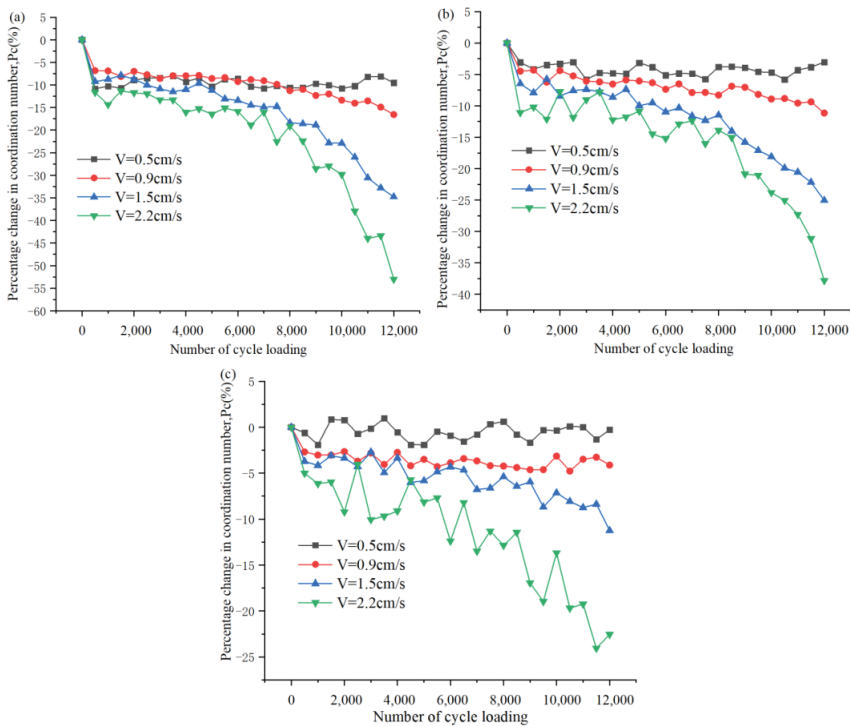 (a)
5
0
−5
−10
−15
−20
−25
−30
−35
−40
−45
−50
−55
−60
Percentage change in coordination number,Pc(%)
V=0.5cm/s
V=0.9cm/s
V=1.5cm/s
V=2.2cm/s
0 2,000 4,000 6,000 8,000 10,000 12,000
Number of cycle loading
(b)
5
0
−5
−10
−15
−20
−25
−30
−35
−40
Percentage change in coordination number,Pc(%)
V=0.5cm/s
V=0.9cm/s
V=1.5cm/s
V=2.2cm/s
0 2,000 4,000 6,000 8,000 10,000 12,000
Number of cycle loading
(c)
5
0
−5
−10
−15
−20
−25
Percentage change in coordination number,Pc(%)
V=0.5cm/s
V=0.9cm/s
V=1.5cm/s
V=2.2cm/s
0 2,000 4,000 6,000 8,000 10,000 12,000
Number of cycle loading